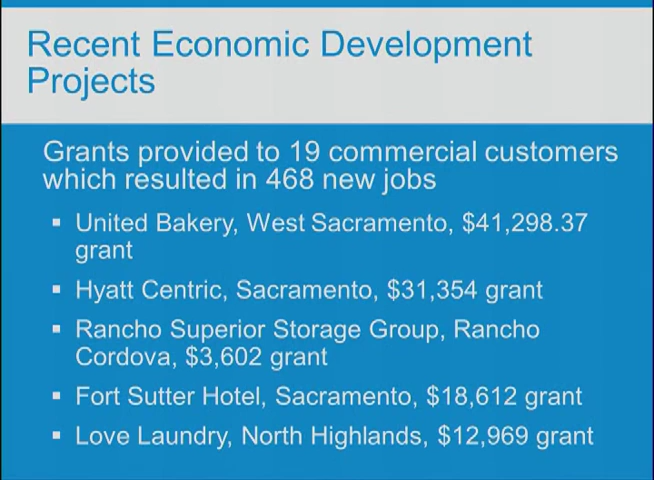 Recent Economic Development
Projects
Grants provided to 19 commercial customers
which resulted in 468 new jobs
▪ United Bakery, West Sacramento, $41,298.37
grant
▪ Hyatt Centric, Sacramento, $31,354 grant
▪ Rancho Superior Storage Group, Rancho
Cordova, $3,602 grant
▪ Fort Sutter Hotel, Sacramento, $18,612 grant
▪ Love Laundry, North Highlands, $12,969 grant